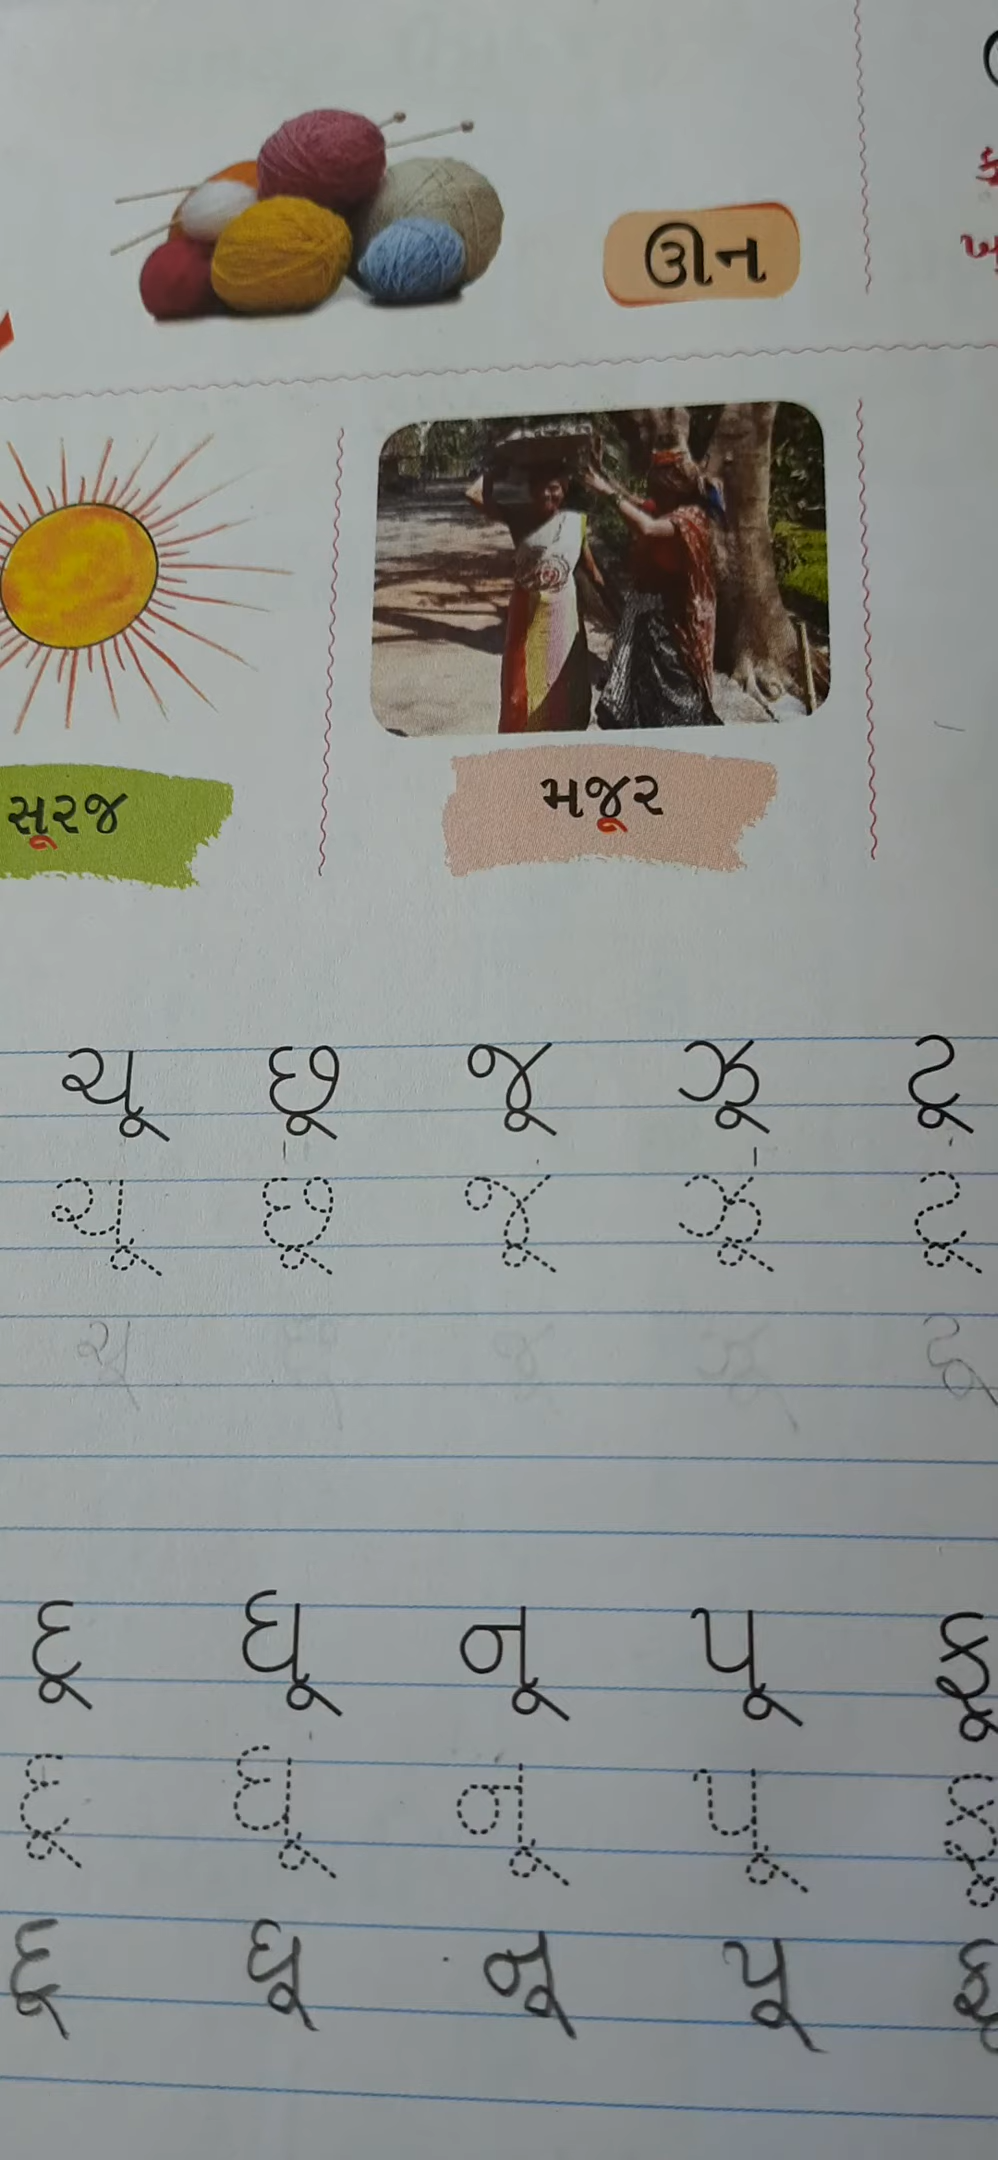 ઊન
સૂરજ
મજૂર
ચૂ છૂ જૂ ઝૂ ટૂ
ચૂ છૂ જૂ ઝૂ ટૂ
ચૂ છૂ જૂ ઝૂ ટૂ
દૂ ધૂ નૂ પૂ ફૂ
દૂ ધૂ નૂ પૂ ફૂ
દૂ ધૂ નૂ પૂ ફૂ